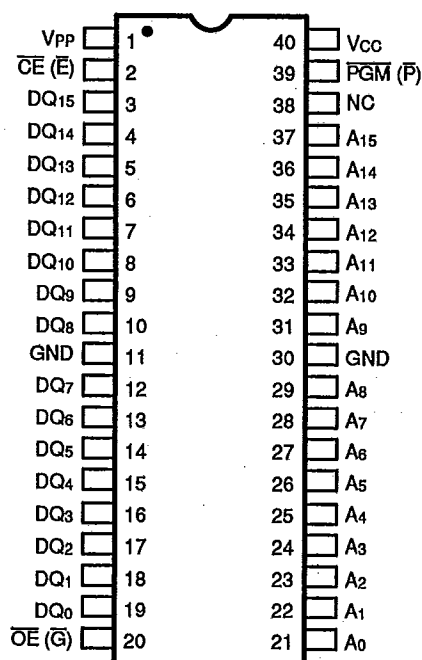 VPP 1 40 VCC
C̅E̅ (E̅) 2 39 P̅G̅M̅ (P̅)
DQ15 3 38 NC
DQ14 4 37 A15
DQ13 5 36 A14
DQ12 6 35 A13
DQ11 7 34 A12
DQ10 8 33 A11
DQ9 9 32 A10
DQ8 10 31 A9
GND 11 30 GND
DQ7 12 29 A8
DQ6 13 28 A7
DQ5 14 27 A6
DQ4 15 26 A5
DQ3 16 25 A4
DQ2 17 24 A3
DQ1 18 23 A2
DQ0 19 22 A1
O̅E̅ (G̅) 20 21 A0